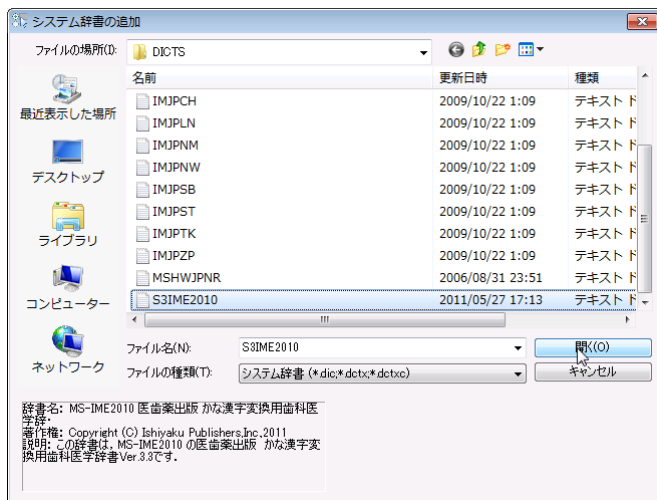 システム辞書の追加
ファイルの場所(I):
DICTS
最近表示した場所
デスクトップ
ライブラリ
コンピューター
ネットワーク
名前 更新日時 種類
IMJPCH 2009/10/22 1:09 テキスト ド
IMJPLN 2009/10/22 1:09 テキスト ド
IMJPNM 2009/10/22 1:09 テキスト ド
IMJPNW 2009/10/22 1:09 テキスト ド
IMJPSB 2009/10/22 1:09 テキスト ド
IMJPST 2009/10/22 1:09 テキスト ド
IMJPTK 2009/10/22 1:09 テキスト ド
IMJPZP 2009/10/22 1:09 テキスト ド
MSHWJPNR 2006/08/31 23:51 テキスト ド
S3IME2010 2011/05/27 17:13 テキスト ド
ファイル名(N): S3IME2010 開く(O)
ファイルの種類(T): システム辞書 (*.dic;*.dctx;*.dctxc) キャンセル
辞書名: MS-IME2010 医歯薬出版 かな漢字変換用歯科医
学辞・
著作権: Copyright (C) Ishiyaku Publishers,Inc.2011
説明: この辞書は，MS-IME2010 の医歯薬出版 かな漢字変
換用歯科医学辞書Ver.3.3です．